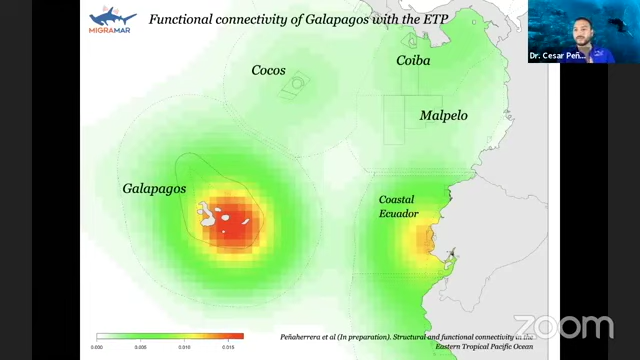 MIGRAMAR
Functional connectivity of Galapagos with the ETP
Dr. Cesar Peñ...
Cocos
Coiba
Malpelo
Galapagos
Coastal
Ecuador
0.000 0.005 0.010 0.015
Peñaherrera et al (In preparation). Structural and functional connectivity in the
Eastern Tropical Pacific Ocean
zoom